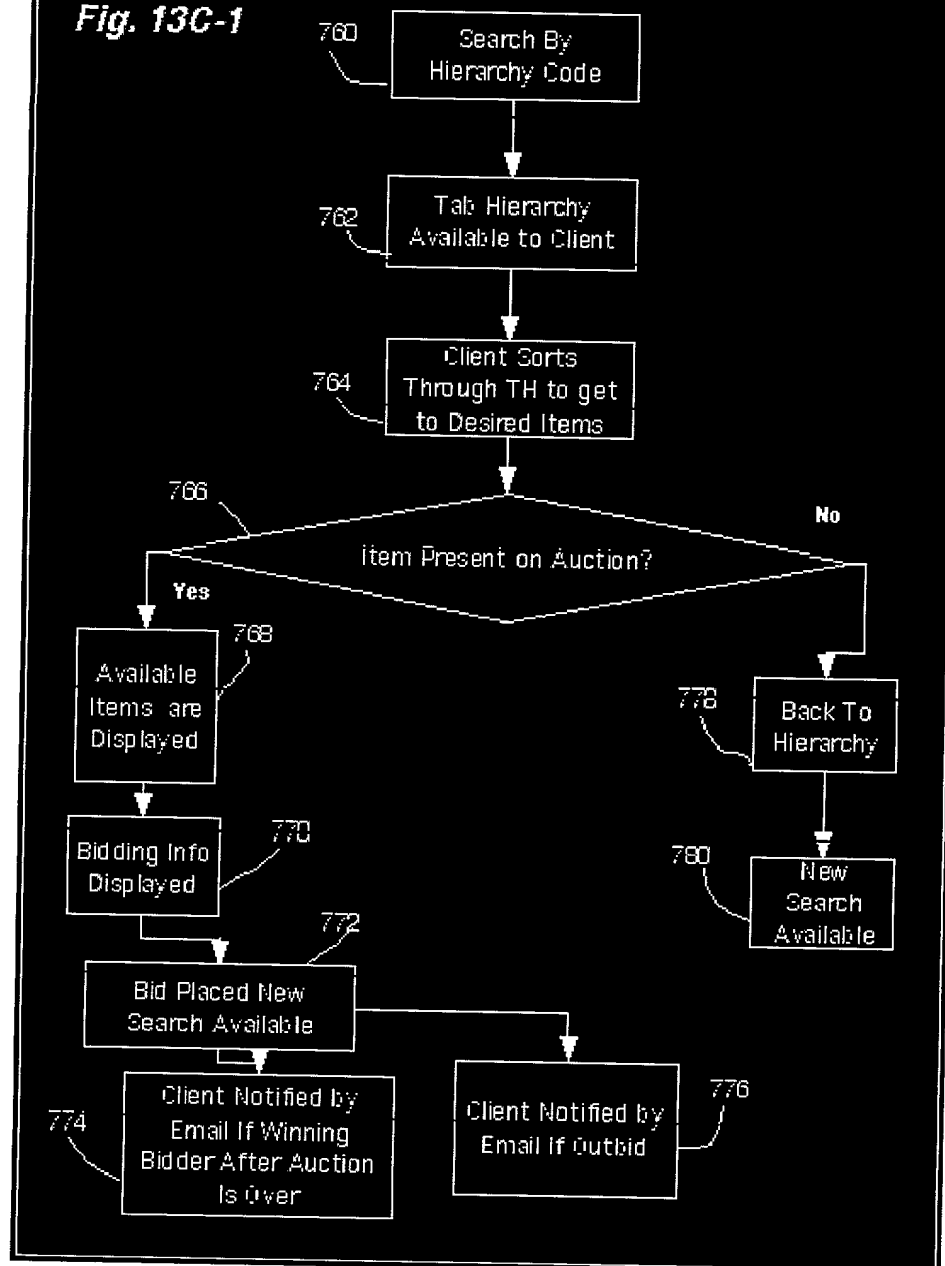 Fig. 13C-1
760
Search By
Hierarchy Code
762
Tab Hierarchy
Available to Client
764
Client Sorts
Through TH to get
to Desired Items
766
No
Item Present on Auction?
Yes
768
Available
Items are
Displayed
778
Back To
Hierarchy
770
Bidding Info
Displayed
780
New
Search
Available
772
Bid Placed New
Search Available
774
Client Notified by
Email If Winning
Bidder After Auction
Is Over
776
Client Notified by
Email If Outbid